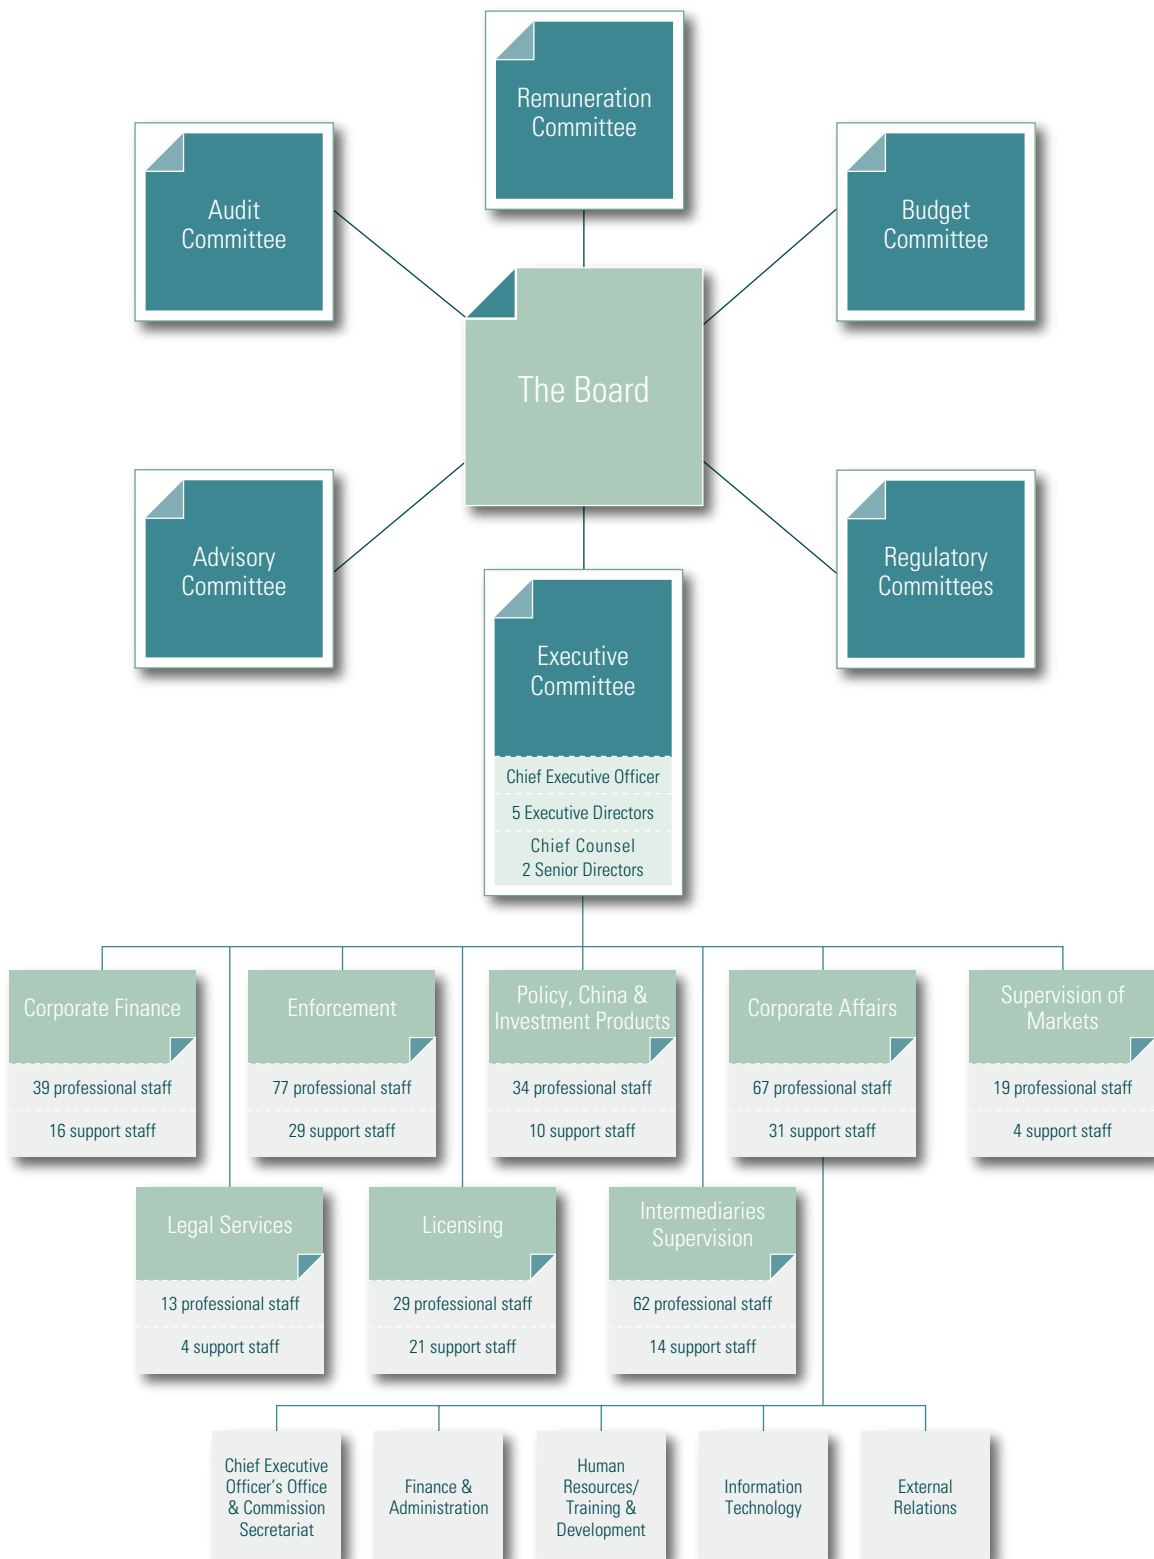 Remuneration
Committee
Audit
Committee
Budget
Committee
The Board
Advisory
Committee
Regulatory
Committees
Executive
Committee
Chief Executive Officer
5 Executive Directors
Chief Counsel
2 Senior Directors
Corporate Finance
39 professional staff
16 support staff
Enforcement
77 professional staff
29 support staff
Policy, China &
Investment Products
34 professional staff
10 support staff
Corporate Affairs
67 professional staff
31 support staff
Supervision of
Markets
19 professional staff
4 support staff
Legal Services
13 professional staff
4 support staff
Licensing
29 professional staff
21 support staff
Intermediaries
Supervision
62 professional staff
14 support staff
Chief Executive
Officer's Office
& Commission
Secretariat
Finance &
Administration
Human
Resources/
Training &
Development
Information
Technology
External
Relations